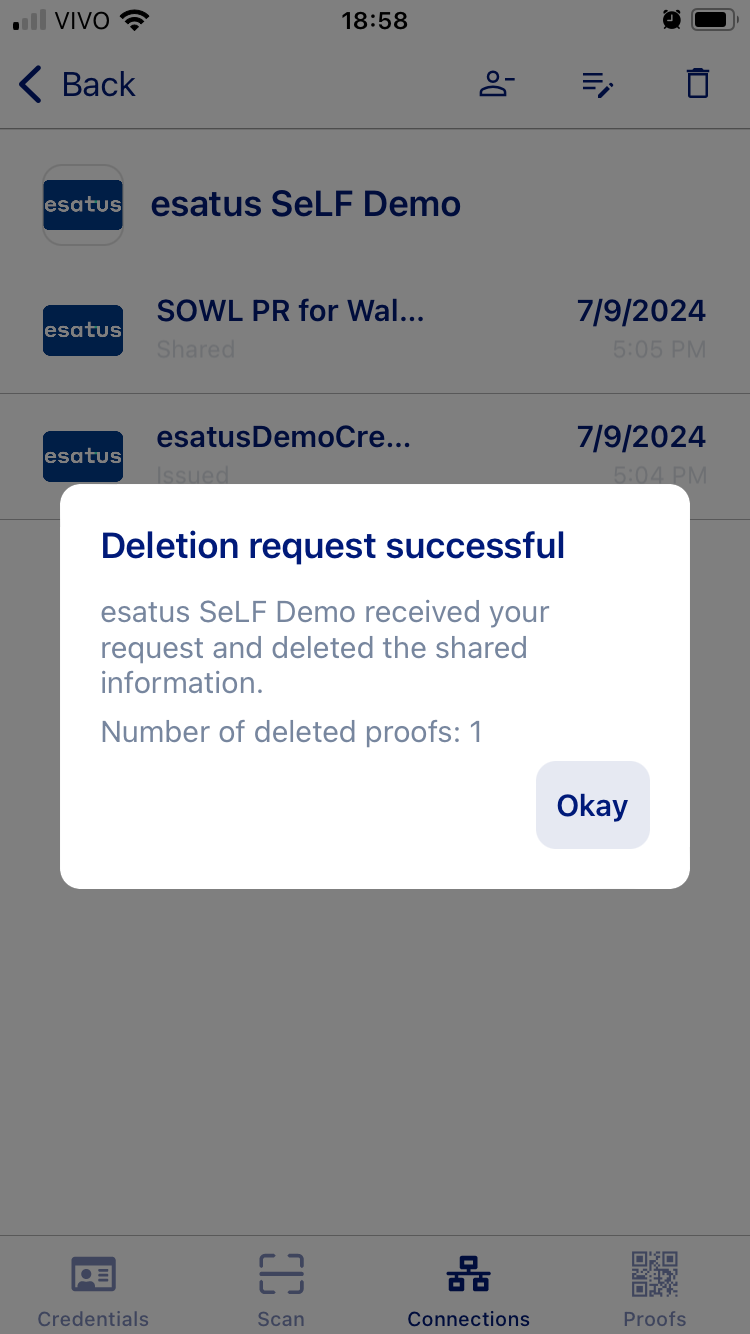 VIVO
18:58
Back
esatus
esatus SeLF Demo
esatus
SOWL PR for Wal...
7/9/2024
Shared
5:05 PM
esatus
esatusDemoCre...
7/9/2024
Issued
5:04 PM
Deletion request successful
esatus SeLF Demo received your
request and deleted the shared
information.
Number of deleted proofs: 1
Okay
Credentials
Scan
Connections
Proofs